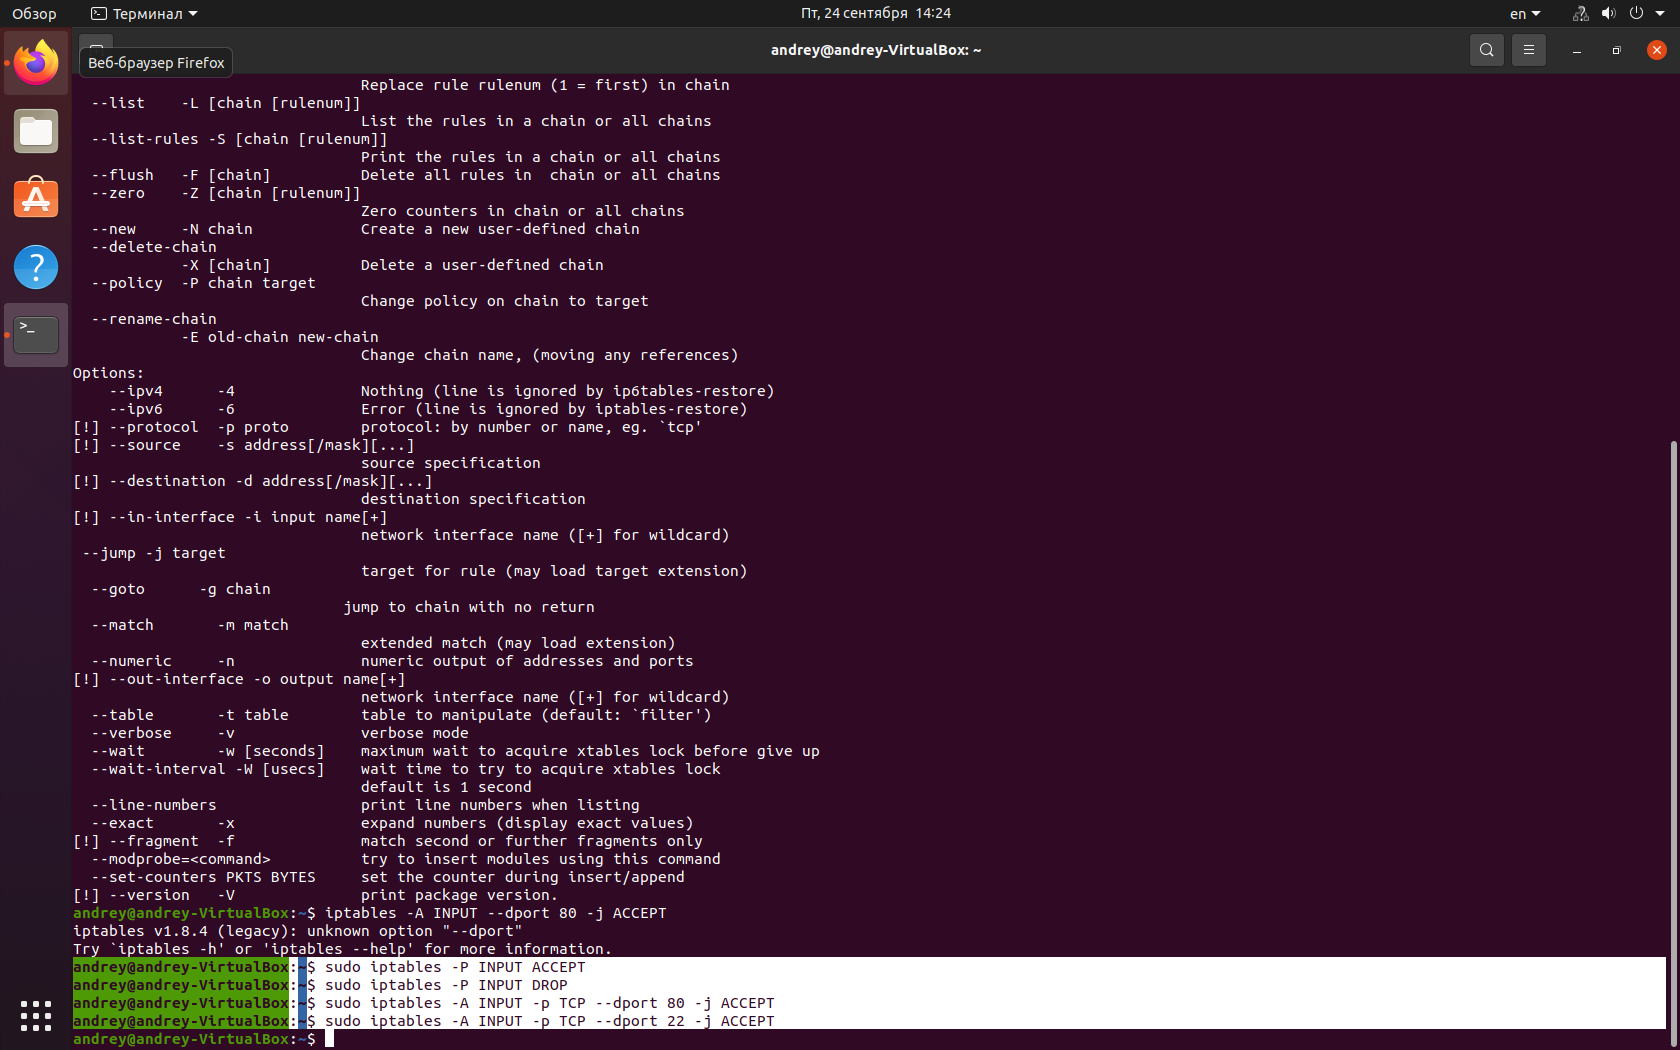 Обзор
Терминал
Пт, 24 сентября 14:24
en
andrey@andrey-VirtualBox: ~
Веб-браузер Firefox
Replace rule rulenum (1 = first) in chain
--list    -L [chain [rulenum]]
List the rules in a chain or all chains
--list-rules -S [chain [rulenum]]
Print the rules in a chain or all chains
--flush   -F [chain]          Delete all rules in  chain or all chains
--zero    -Z [chain [rulenum]]
Zero counters in chain or all chains
--new     -N chain            Create a new user-defined chain
--delete-chain
-X [chain]          Delete a user-defined chain
--policy  -P chain target
Change policy on chain to target
--rename-chain
-E old-chain new-chain
Change chain name, (moving any references)
Options:
--ipv4      -4              Nothing (line is ignored by ip6tables-restore)
--ipv6      -6              Error (line is ignored by iptables-restore)
[!] --protocol  -p proto        protocol: by number or name, eg. `tcp'
[!] --source    -s address[/mask][...]
source specification
[!] --destination -d address[/mask][...]
destination specification
[!] --in-interface -i input name[+]
network interface name ([+] for wildcard)
--jump -j target
target for rule (may load target extension)
--goto      -g chain
jump to chain with no return
--match       -m match
extended match (may load extension)
--numeric     -n              numeric output of addresses and ports
[!] --out-interface -o output name[+]
network interface name ([+] for wildcard)
--table       -t table        table to manipulate (default: `filter')
--verbose     -v              verbose mode
--wait        -w [seconds]    maximum wait to acquire xtables lock before give up
--wait-interval -W [usecs]    wait time to try to acquire xtables lock
default is 1 second
--line-numbers                print line numbers when listing
--exact       -x              expand numbers (display exact values)
[!] --fragment  -f              match second or further fragments only
--modprobe=<command>          try to insert modules using this command
--set-counters PKTS BYTES     set the counter during insert/append
[!] --version   -V              print package version.
andrey@andrey-VirtualBox:~$ iptables -A INPUT --dport 80 -j ACCEPT
iptables v1.8.4 (legacy): unknown option "--dport"
Try `iptables -h' or 'iptables --help' for more information.
andrey@andrey-VirtualBox:~$ sudo iptables -P INPUT ACCEPT
andrey@andrey-VirtualBox:~$ sudo iptables -P INPUT DROP
andrey@andrey-VirtualBox:~$ sudo iptables -A INPUT -p TCP --dport 80 -j ACCEPT
andrey@andrey-VirtualBox:~$ sudo iptables -A INPUT -p TCP --dport 22 -j ACCEPT
andrey@andrey-VirtualBox:~$